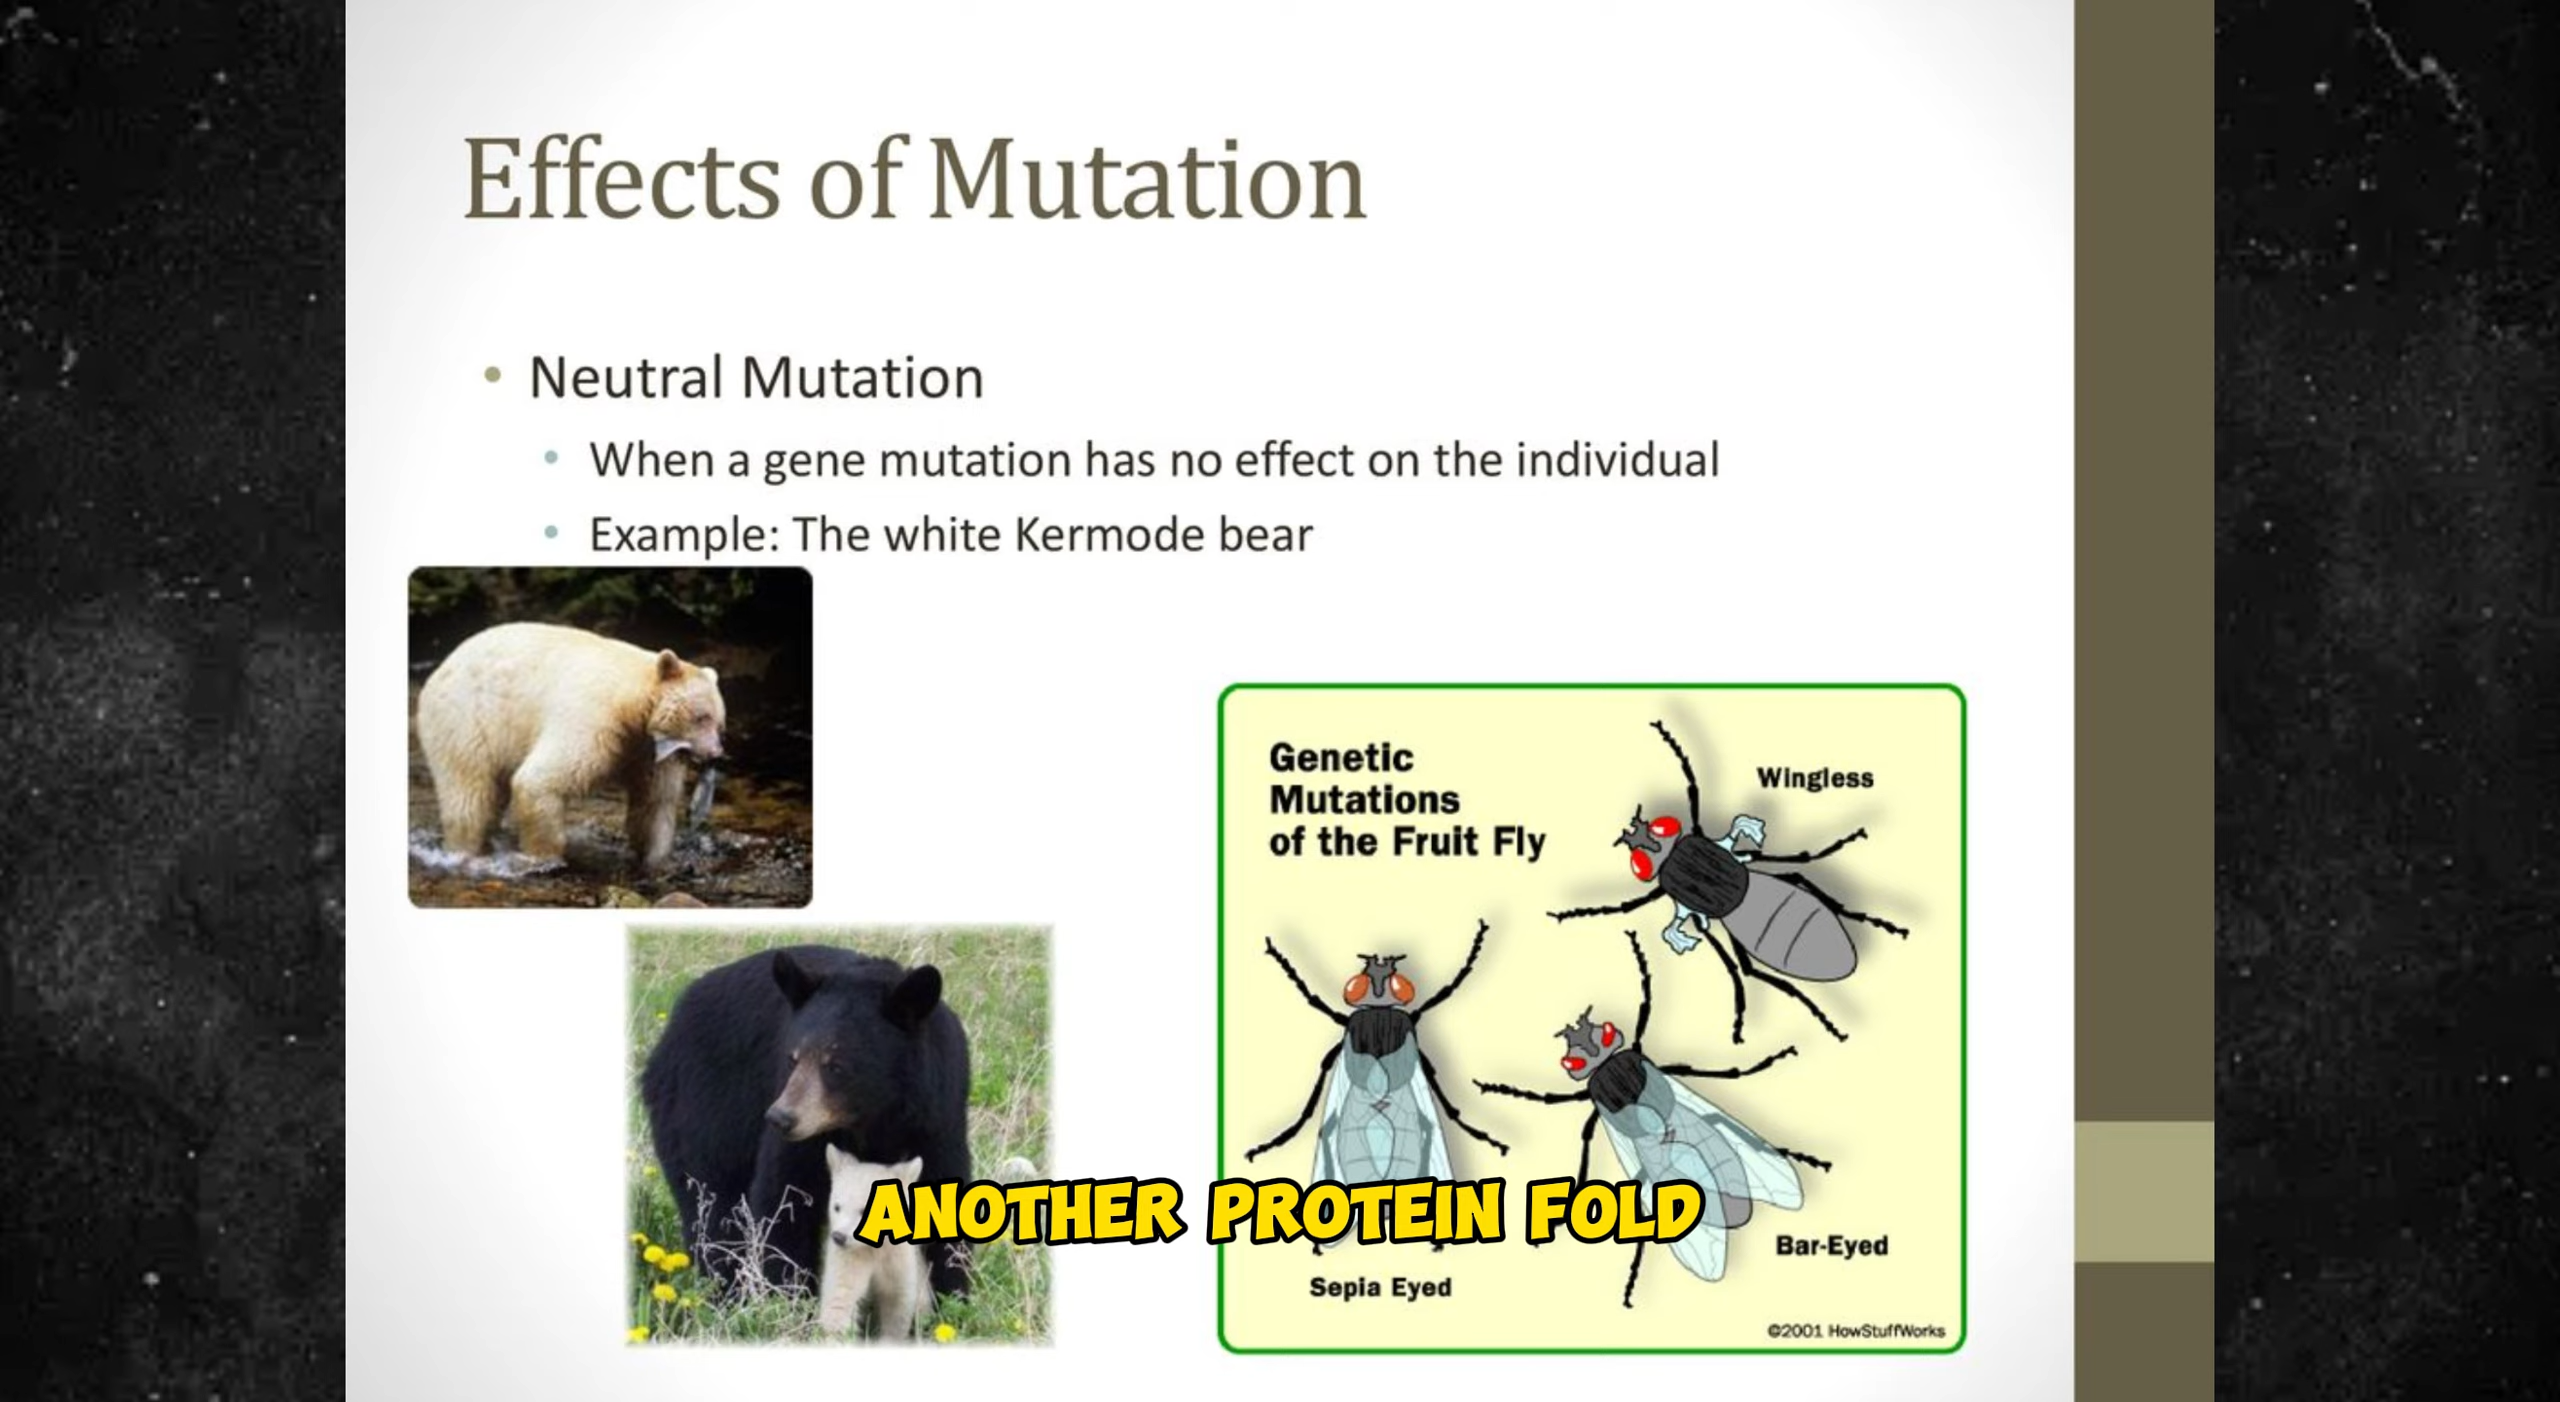 Effects of Mutation
• Neutral Mutation
• When a gene mutation has no effect on the individual
• Example: The white Kermode bear
Genetic
Mutations
of the Fruit Fly
Wingless
Bar-Eyed
Sepia Eyed
©2001 HowStuffWorks
ANOTHER PROTEIN FOLD